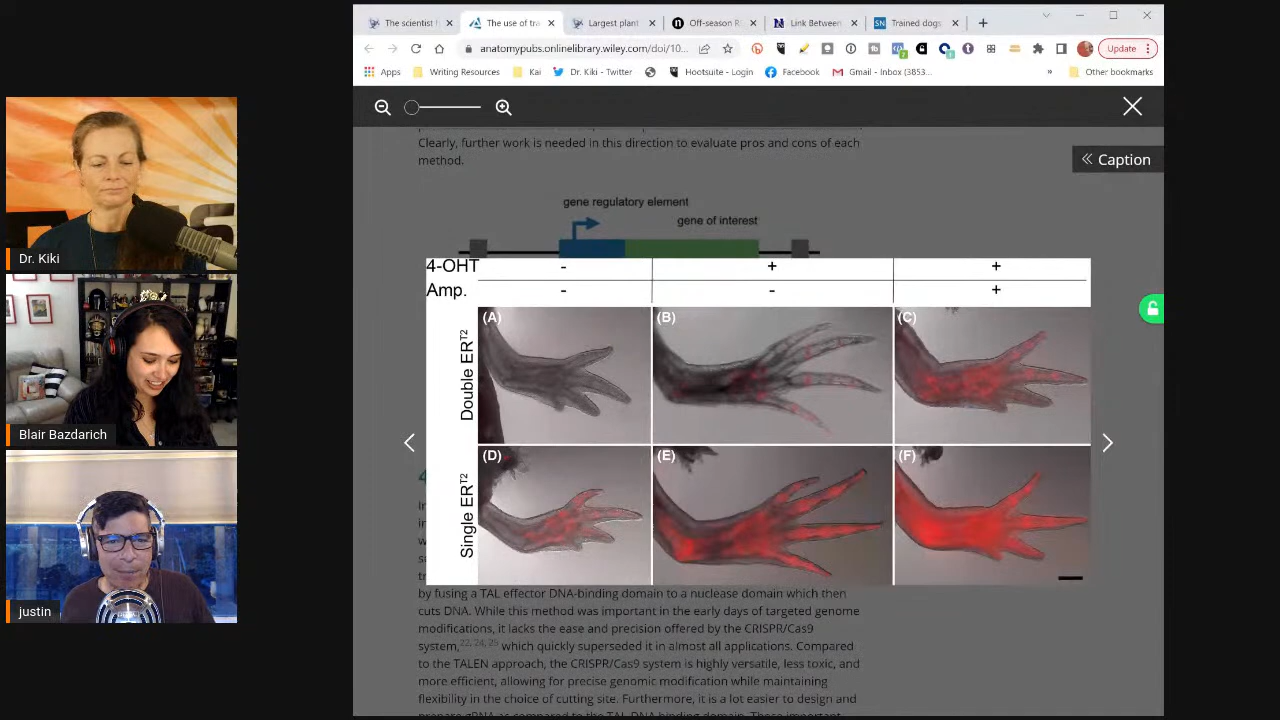 The scientist f
The use of tra
Largest plant
Off-season R
Link Between
Trained dogs
anatomypubs.onlinelibrary.wiley.com/doi/10...
Update
Apps
Writing Resources
Kai
Dr. Kiki - Twitter
Hootsuite - Login
Facebook
Gmail - Inbox (3853...
»
Other bookmarks
Clearly, further work is needed in this direction to evaluate pros and cons of each
method.
Caption
gene regulatory element
gene of interest
4-OHT - + +
Amp. - - +
Double ERT2
(A) (B) (C)
Single ERT2
(D) (E) (F)
by fusing a TAL effector DNA-binding domain to a nuclease domain which then
cuts DNA. While this method was important in the early days of targeted genome
modifications, it lacks the ease and precision offered by the CRISPR/Cas9
system,22, 24, 25 which quickly superseded it in almost all applications. Compared
to the TALEN approach, the CRISPR/Cas9 system is highly versatile, less toxic, and
more efficient, allowing for precise genomic modification while maintaining
flexibility in the choice of cutting site. Furthermore, it is a lot easier to design and
Dr. Kiki
Blair Bazdarich
justin